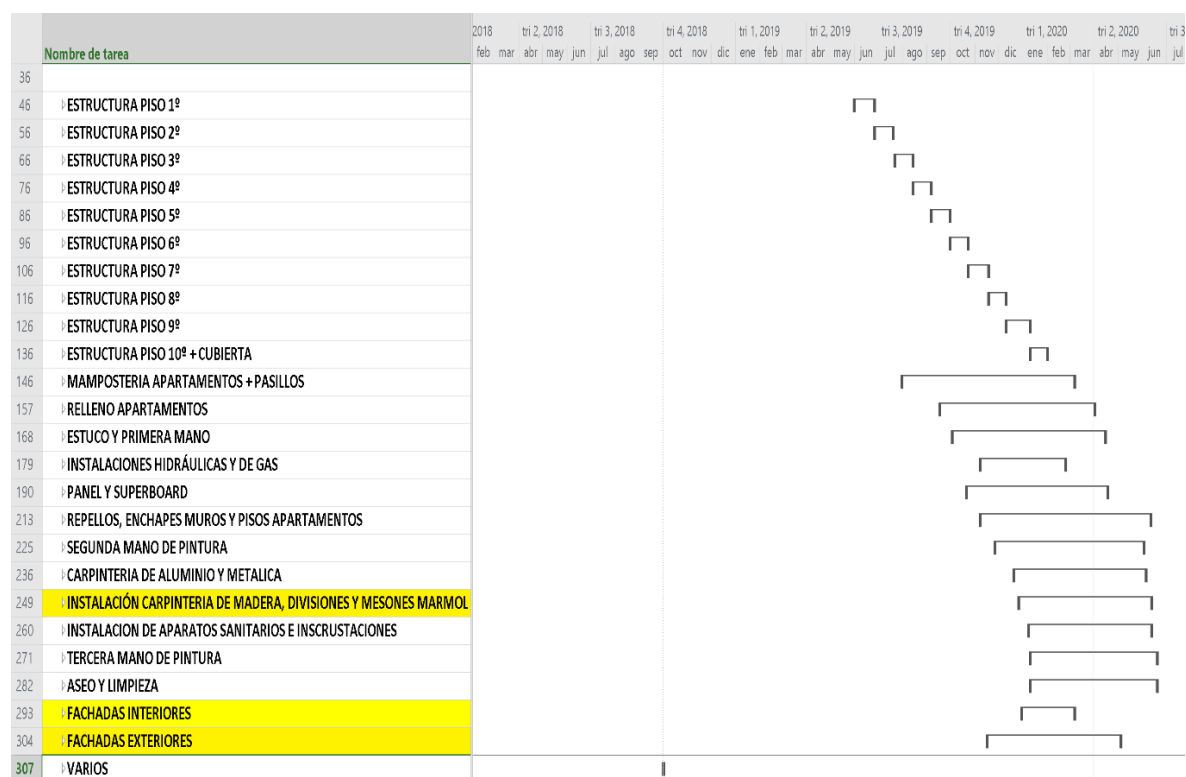 2018 tri 2, 2018 tri 3, 2018 tri 4, 2018 tri 1, 2019 tri 2, 2019 tri 3, 2019 tri 4, 2019 tri 1, 2020 tri 2, 2020 tri 3
Nombre de tarea feb mar abr may jun jul ago sep oct nov dic ene feb mar abr may jun jul ago sep oct nov dic ene feb mar abr may jun jul
36
46 ESTRUCTURA PISO 1º
56 ESTRUCTURA PISO 2º
66 ESTRUCTURA PISO 3º
76 ESTRUCTURA PISO 4º
86 ESTRUCTURA PISO 5º
96 ESTRUCTURA PISO 6º
106 ESTRUCTURA PISO 7º
116 ESTRUCTURA PISO 8º
126 ESTRUCTURA PISO 9º
136 ESTRUCTURA PISO 10º + CUBIERTA
146 MAMPOSTERIA APARTAMENTOS + PASILLOS
157 RELLENO APARTAMENTOS
168 ESTUCO Y PRIMERA MANO
179 INSTALACIONES HIDRÁULICAS Y DE GAS
190 PANEL Y SUPERBOARD
213 REPELLOS, ENCHAPES MUROS Y PISOS APARTAMENTOS
225 SEGUNDA MANO DE PINTURA
236 CARPINTERIA DE ALUMINIO Y METALICA
249 INSTALACIÓN CARPINTERIA DE MADERA, DIVISIONES Y MESONES MARMOL
260 INSTALACION DE APARATOS SANITARIOS E INSCRUSTACIONES
271 TERCERA MANO DE PINTURA
282 ASEO Y LIMPIEZA
293 FACHADAS INTERIORES
304 FACHADAS EXTERIORES
307 VARIOS